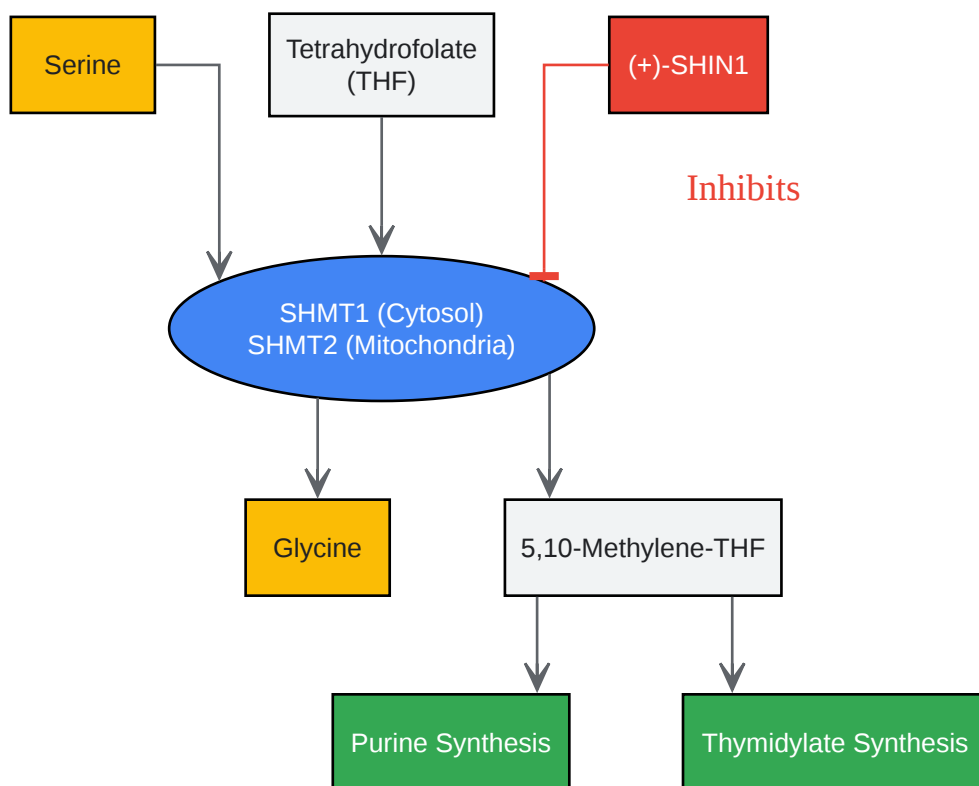 Serine
Tetrahydrofolate
(THF)
(+)-SHIN1
Inhibits
SHMT1 (Cytosol)
SHMT2 (Mitochondria)
Glycine
5,10-Methylene-THF
Purine Synthesis
Thymidylate Synthesis